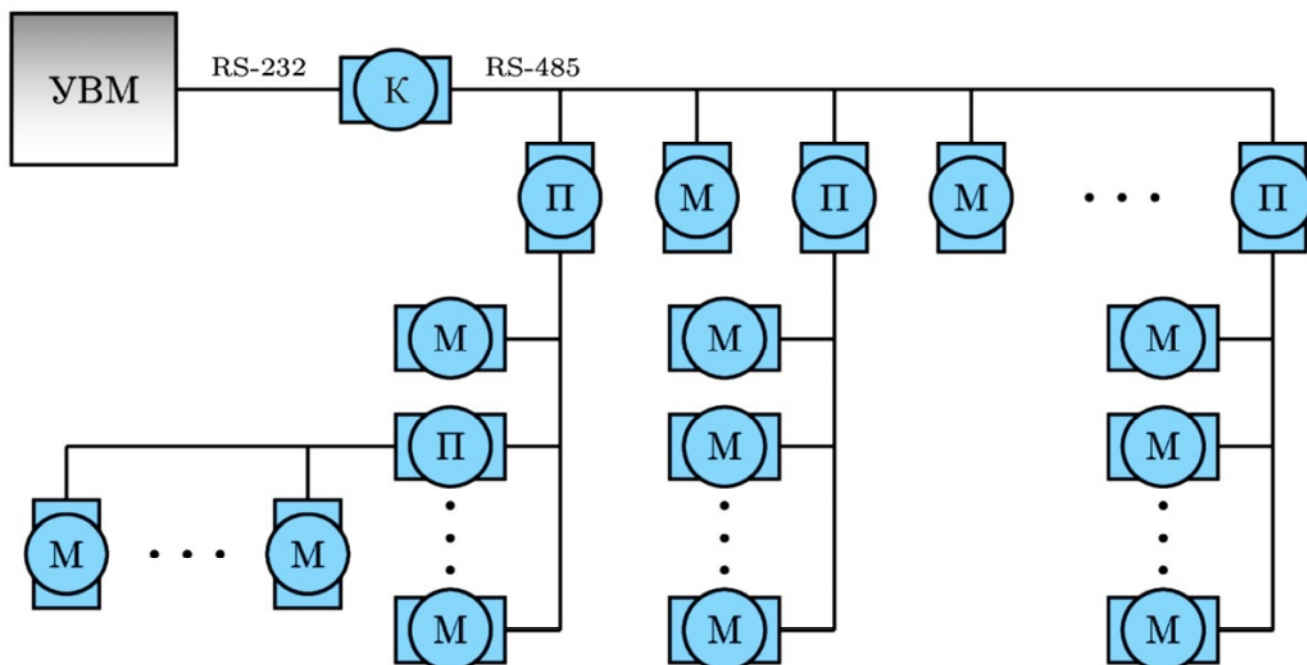 УВМ RS-232 К RS-485
П М П М П
М М М
П М М
М М
М М М